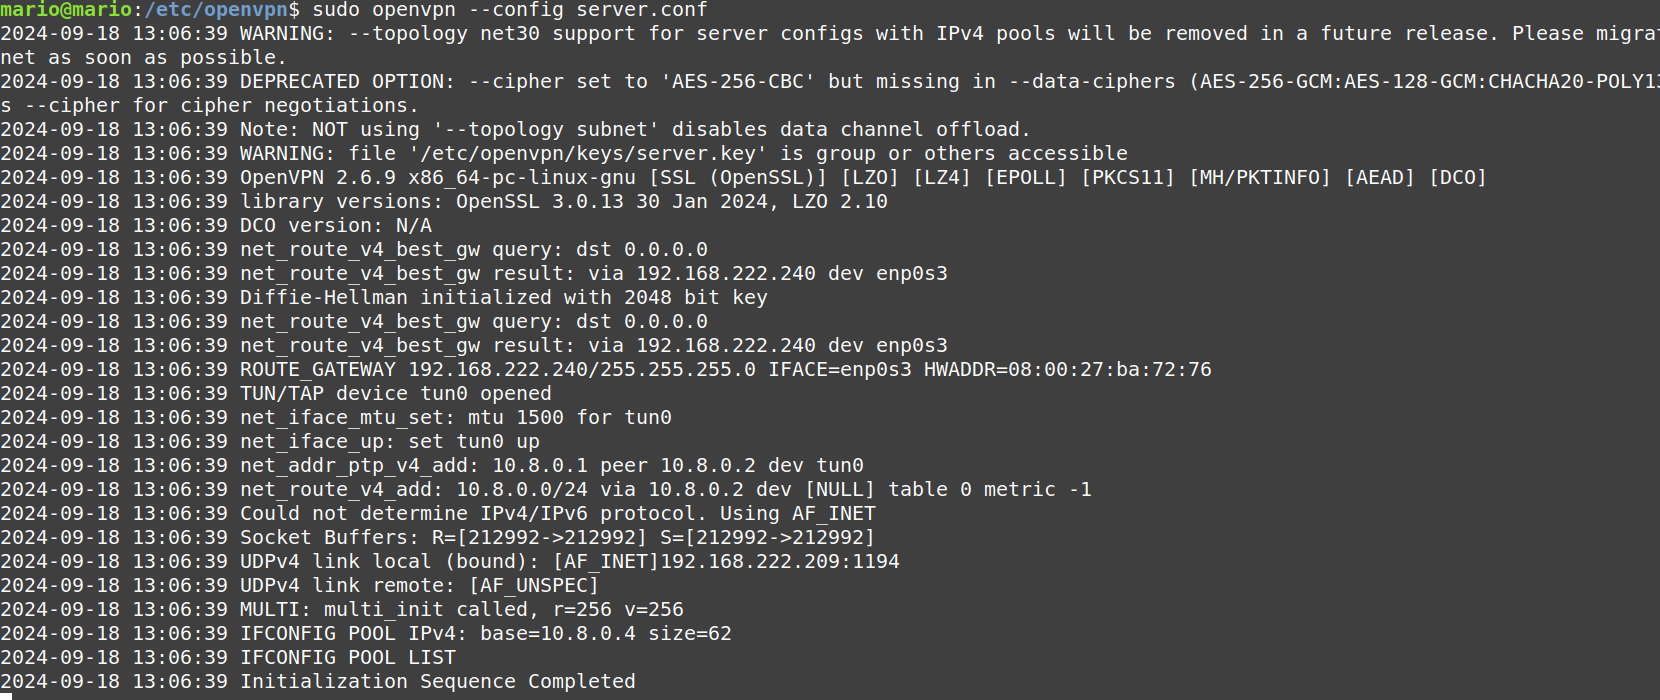 mario@mario:/etc/openvpn$ sudo openvpn --config server.conf
2024-09-18 13:06:39 WARNING: --topology net30 support for server configs with IPv4 pools will be removed in a future release. Please migrat
net as soon as possible.
2024-09-18 13:06:39 DEPRECATED OPTION: --cipher set to 'AES-256-CBC' but missing in --data-ciphers (AES-256-GCM:AES-128-GCM:CHACHA20-POLY13
s --cipher for cipher negotiations.
2024-09-18 13:06:39 Note: NOT using '--topology subnet' disables data channel offload.
2024-09-18 13:06:39 WARNING: file '/etc/openvpn/keys/server.key' is group or others accessible
2024-09-18 13:06:39 OpenVPN 2.6.9 x86_64-pc-linux-gnu [SSL (OpenSSL)] [LZO] [LZ4] [EPOLL] [PKCS11] [MH/PKTINFO] [AEAD] [DCO]
2024-09-18 13:06:39 library versions: OpenSSL 3.0.13 30 Jan 2024, LZO 2.10
2024-09-18 13:06:39 DCO version: N/A
2024-09-18 13:06:39 net_route_v4_best_gw query: dst 0.0.0.0
2024-09-18 13:06:39 net_route_v4_best_gw result: via 192.168.222.240 dev enp0s3
2024-09-18 13:06:39 Diffie-Hellman initialized with 2048 bit key
2024-09-18 13:06:39 net_route_v4_best_gw query: dst 0.0.0.0
2024-09-18 13:06:39 net_route_v4_best_gw result: via 192.168.222.240 dev enp0s3
2024-09-18 13:06:39 ROUTE_GATEWAY 192.168.222.240/255.255.255.0 IFACE=enp0s3 HWADDR=08:00:27:ba:72:76
2024-09-18 13:06:39 TUN/TAP device tun0 opened
2024-09-18 13:06:39 net_iface_mtu_set: mtu 1500 for tun0
2024-09-18 13:06:39 net_iface_up: set tun0 up
2024-09-18 13:06:39 net_addr_ptp_v4_add: 10.8.0.1 peer 10.8.0.2 dev tun0
2024-09-18 13:06:39 net_route_v4_add: 10.8.0.0/24 via 10.8.0.2 dev [NULL] table 0 metric -1
2024-09-18 13:06:39 Could not determine IPv4/IPv6 protocol. Using AF_INET
2024-09-18 13:06:39 Socket Buffers: R=[212992->212992] S=[212992->212992]
2024-09-18 13:06:39 UDPv4 link local (bound): [AF_INET]192.168.222.209:1194
2024-09-18 13:06:39 UDPv4 link remote: [AF_UNSPEC]
2024-09-18 13:06:39 MULTI: multi_init called, r=256 v=256
2024-09-18 13:06:39 IFCONFIG POOL IPv4: base=10.8.0.4 size=62
2024-09-18 13:06:39 IFCONFIG POOL LIST
2024-09-18 13:06:39 Initialization Sequence Completed